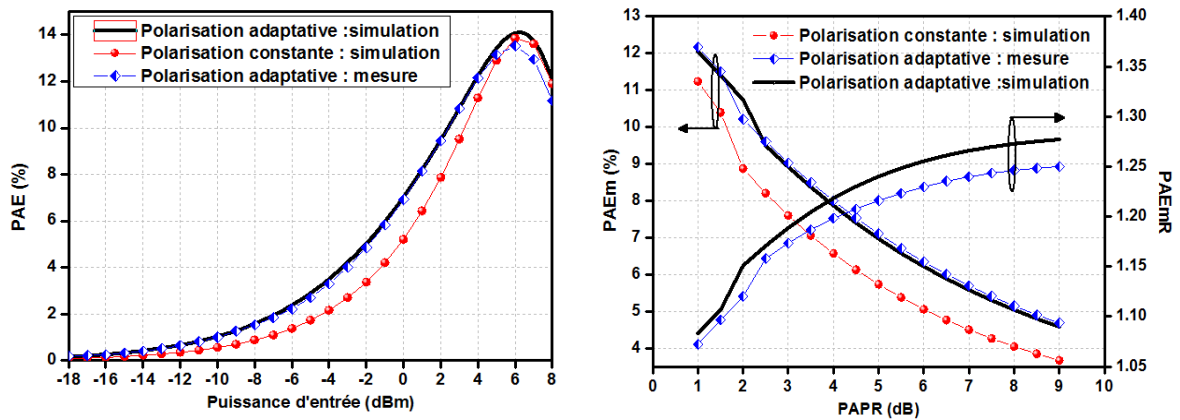 Polarisation adaptative :simulation
Polarisation constante : simulation
Polarisation adaptative : mesure
PAE (%)
14
12
10
8
6
4
2
0
-18 -16 -14 -12 -10 -8 -6 -4 -2 0 2 4 6 8
Puissance d'entrée (dBm)
Polarisation constante : simulation
Polarisation adaptative : mesure
Polarisation adaptative :simulation
PAEm (%)
13
12
11
10
9
8
7
6
5
4
0 1 2 3 4 5 6 7 8 9 10
PAPR (dB)
1.40
1.35
1.30
1.25
1.20
1.15
1.10
1.05
PAEmR